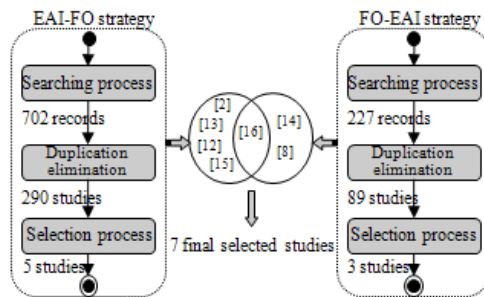 EAI-FO strategy
Searching process
702 records
Duplication
elimination
290 studies
Selection process
5 studies
[2]
[13]
[12]
[15]
[16]
[14]
[8]
7 final selected studies
FO-EAI strategy
Searching process
227 records
Duplication
elimination
89 studies
Selection process
3 studies